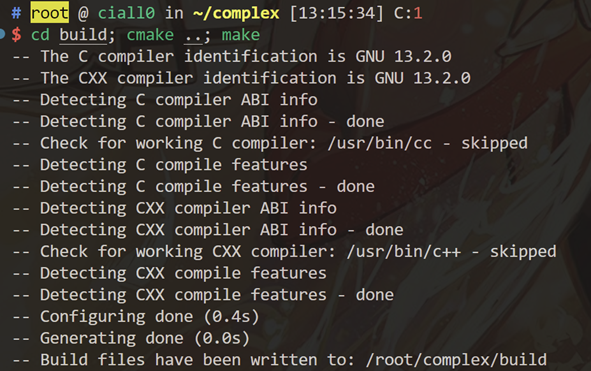 # root @ ciall0 in ~/complex [13:15:34] C:1
$ cd build; cmake ..; make
-- The C compiler identification is GNU 13.2.0
-- The CXX compiler identification is GNU 13.2.0
-- Detecting C compiler ABI info
-- Detecting C compiler ABI info - done
-- Check for working C compiler: /usr/bin/cc - skipped
-- Detecting C compile features
-- Detecting C compile features - done
-- Detecting CXX compiler ABI info
-- Detecting CXX compiler ABI info - done
-- Check for working CXX compiler: /usr/bin/c++ - skipped
-- Detecting CXX compile features
-- Detecting CXX compile features - done
-- Configuring done (0.4s)
-- Generating done (0.0s)
-- Build files have been written to: /root/complex/build